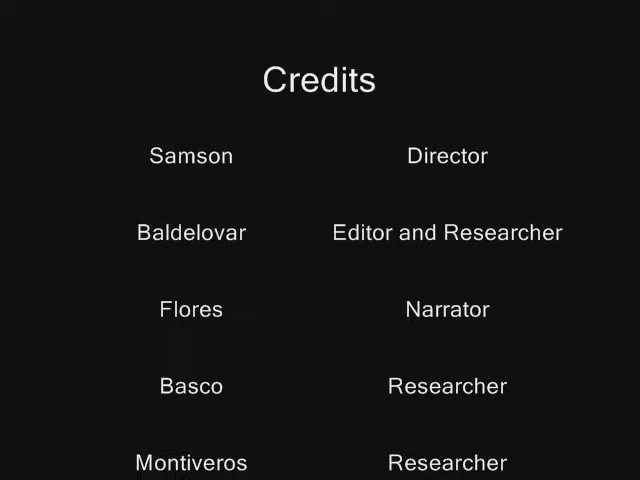 Credits
Samson Director
Baldelovar Editor and Researcher
Flores Narrator
Basco Researcher
Montiveros Researcher